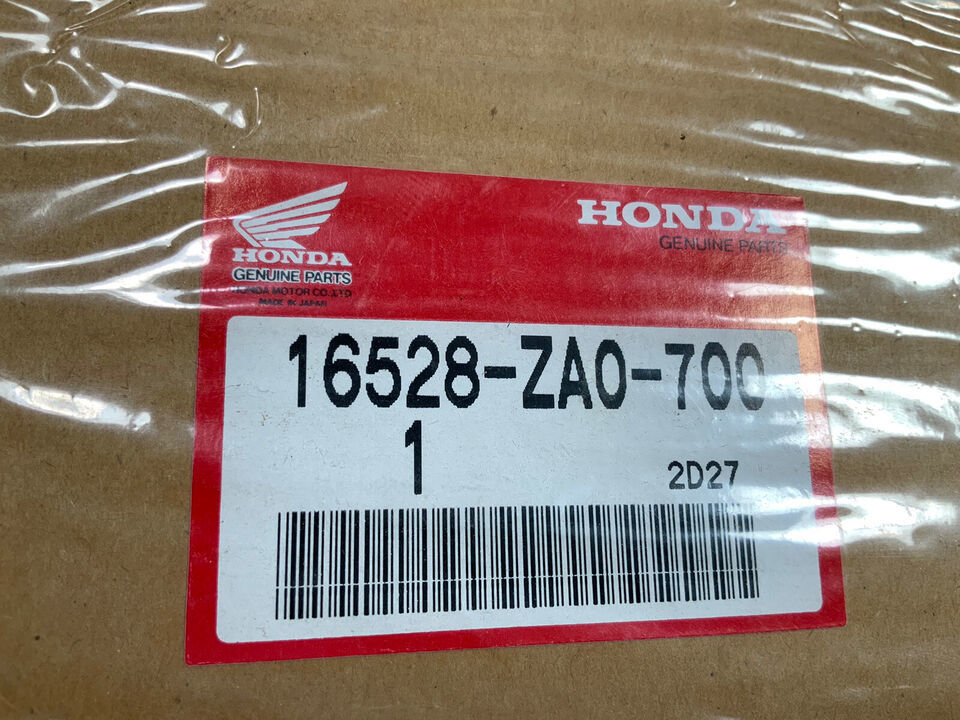 HONDA
GENUINE PARTS
HONDA MOTOR CO.,LTD.
MADE IN JAPAN
HONDA
GENUINE PARTS
16528-ZA0-700
1
2D27